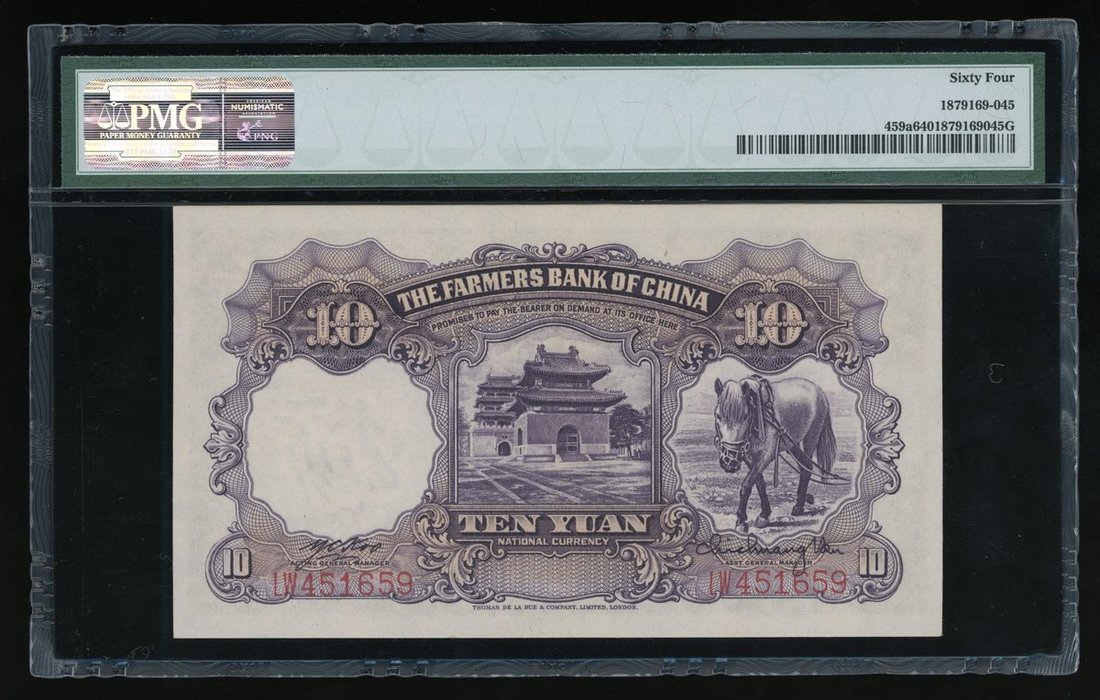 Sixty Four
1879169-045
459a6401879169045G
PMG
PAPER MONEY GUARANTY
NUMISMATIC
PNG
THE FARMERS BANK OF CHINA
PROMISES TO PAY THE BEARER ON DEMAND AT ITS OFFICE HERE
10
10
TEN YUAN
NATIONAL CURRENCY
ACTING GENERAL MANAGER
ASST GENERAL MANAGER
10
10
LW451659
LW451659
THOMAS DE LA RUE & COMPANY, LIMITED, LONDON.